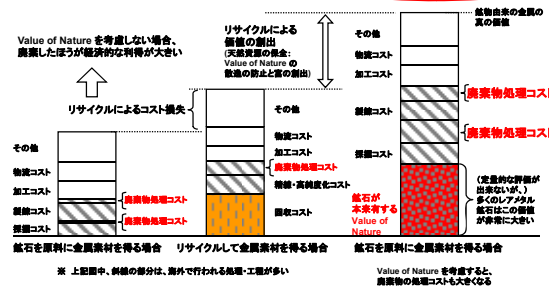 Value of Nature を考慮しない場合、
廃棄したほうが経済的な利得が
大きい
リサイクルによるコスト損失
その他
物流コスト
加工コスト
廃棄物処理コスト
製錬コスト
廃棄物処理コスト
採掘コスト
鉱石を原料に金属素材を得る場合
リサイクルによる
価値の創出
(天然資源の保全:
Value of Nature の
散逸の防止と富の創出)
その他
物流コスト
加工コスト
廃棄物処理コスト
精錬・高純度化コスト
回収コスト
リサイクルして金属素材を得る場合
鉱物由来の金属の
真の価値
その他
物流コスト
加工コスト
廃棄物処理コスト
製錬コスト
廃棄物処理コスト
採掘コスト
鉱石が
本来有する
Value of
Nature
(定量的な評価が
出来ないが、)
多くのレアメタル
鉱石はこの価値
が非常に大きい
鉱石を原料に金属素材を得る場合
※ 上記図中、斜線の部分は、海外で行われる処理・工程が多い
Value of Nature を考慮すると、
廃棄物の処理コストも大きくなる